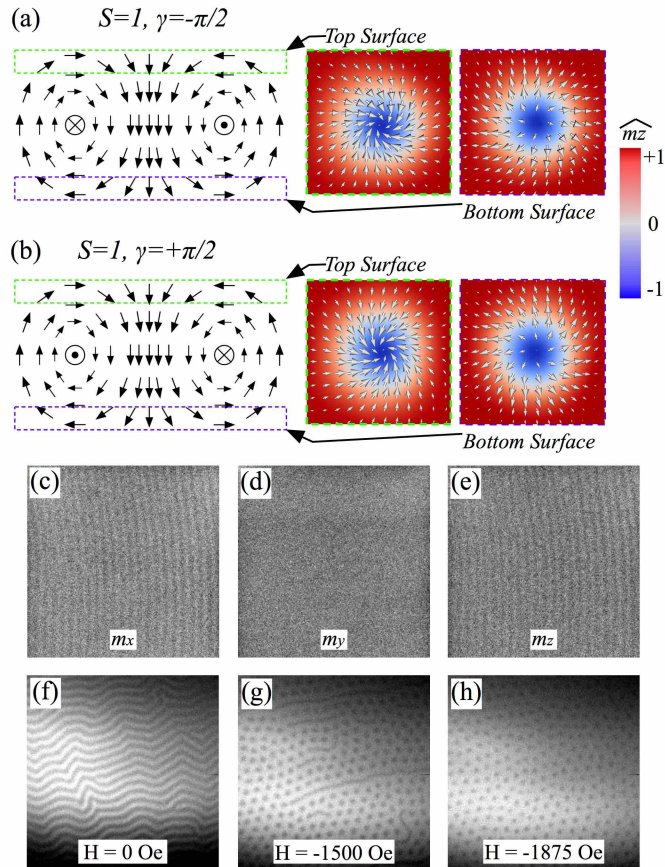 (a) S=1, γ=-π/2
Top Surface
Bottom Surface
mz
+1
0
-1
(b) S=1, γ=+π/2
Top Surface
Bottom Surface
(c) (d) (e)
mx my mz
(f) (g) (h)
H = 0 Oe H = -1500 Oe H = -1875 Oe